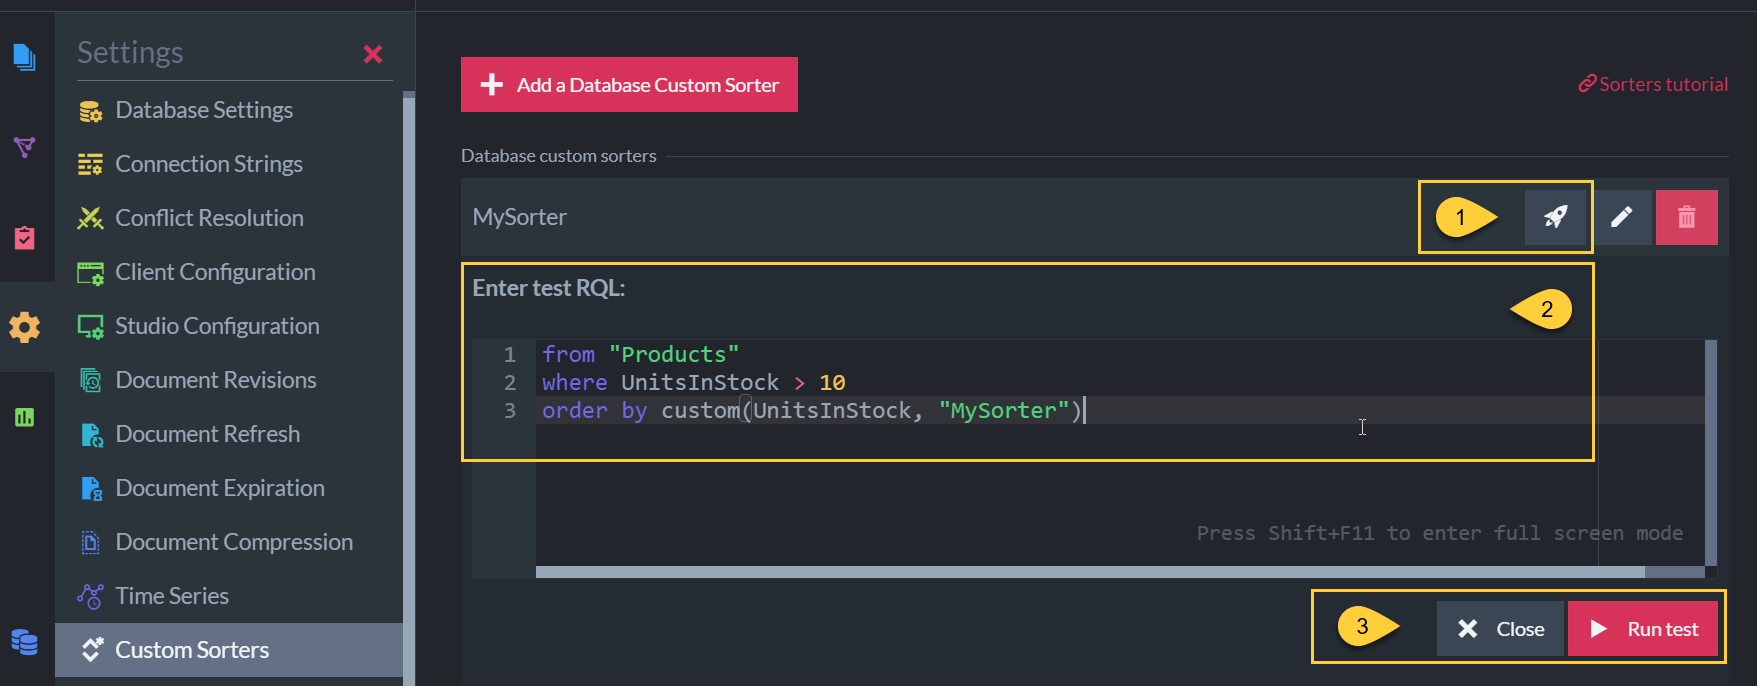 Settings
Database Settings
Connection Strings
Conflict Resolution
Client Configuration
Studio Configuration
Document Revisions
Document Refresh
Document Expiration
Document Compression
Time Series
Custom Sorters
Add a Database Custom Sorter
Sorters tutorial
Database custom sorters
MySorter
1
Enter test RQL:
2
1 from "Products"
2 where UnitsInStock > 10
3 order by custom(UnitsInStock, "MySorter")
Press Shift+F11 to enter full screen mode
3
Close
Run test